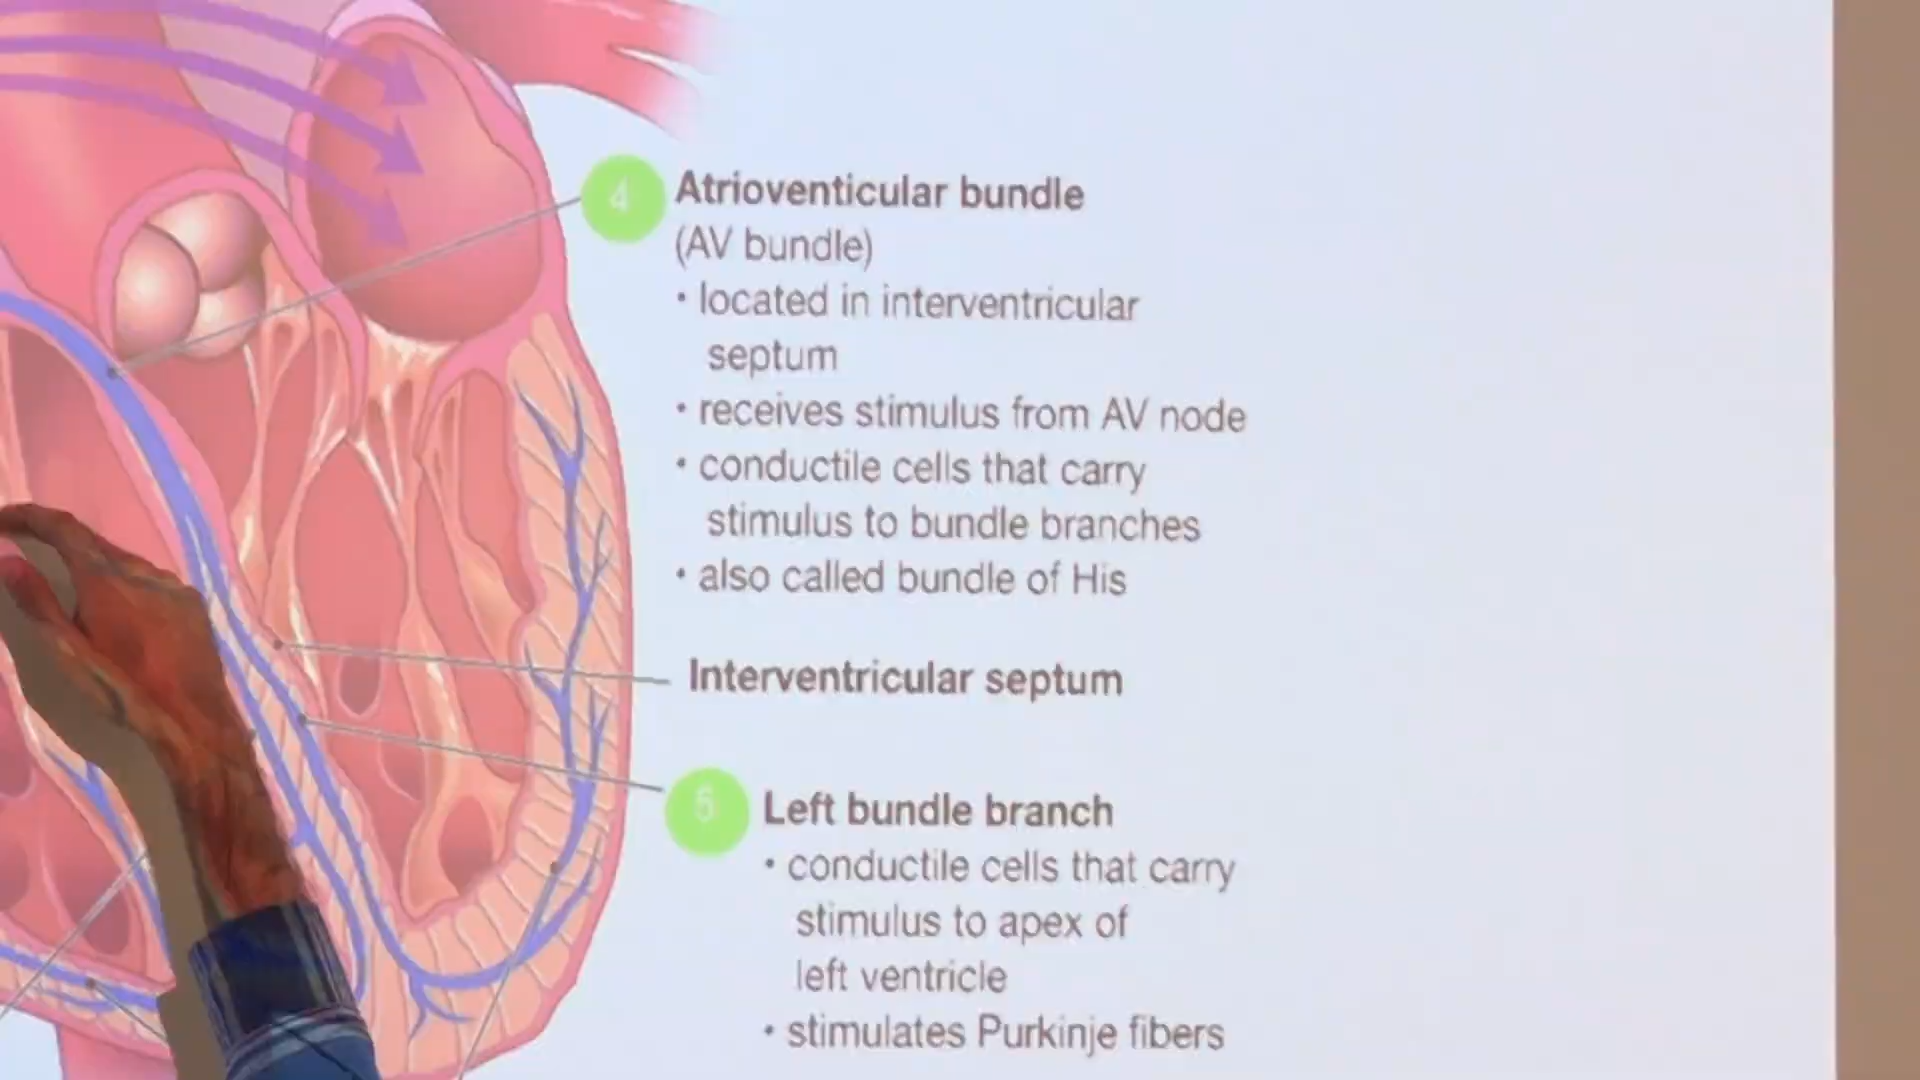 4 Atrioventicular bundle
(AV bundle)
• located in interventricular
septum
• receives stimulus from AV node
• conductile cells that carry
stimulus to bundle branches
• also called bundle of His
Interventricular septum
5 Left bundle branch
• conductile cells that carry
stimulus to apex of
left ventricle
• stimulates Purkinje fibers